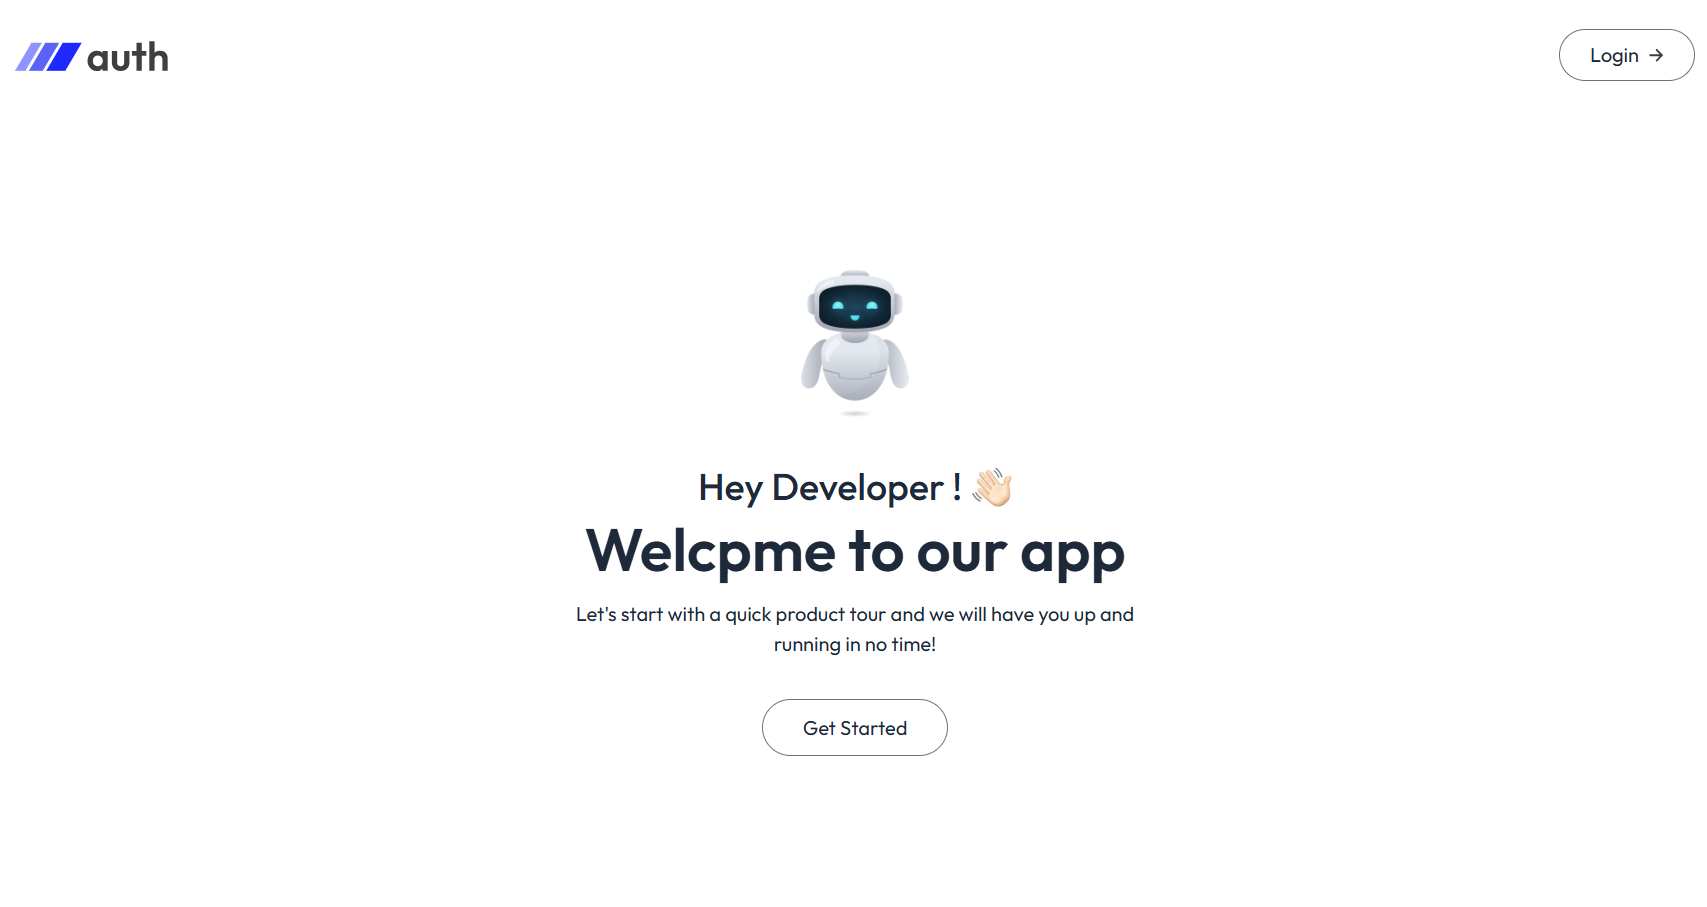 auth
Login →
Hey Developer ! 👋🏻
Welcpme to our app
Let's start with a quick product tour and we will have you up and
running in no time!
Get Started